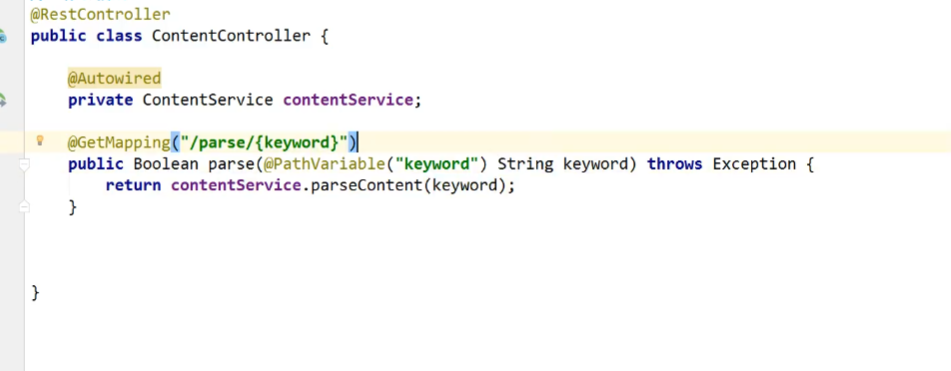 @RestController
public class ContentController {
@Autowired
private ContentService contentService;
@GetMapping("/parse/{keyword}")
public Boolean parse(@PathVariable("keyword") String keyword) throws Exception {
return contentService.parseContent(keyword);
}
}